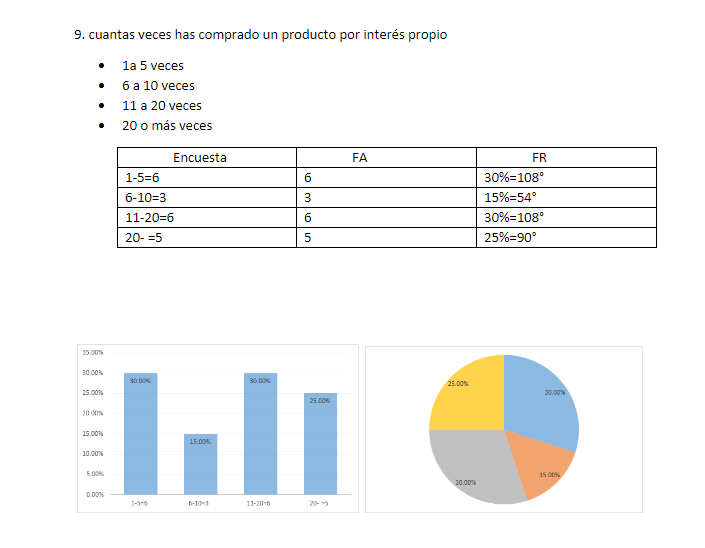 9. cuantas veces has comprado un producto por interés propio
• 1a 5 veces
• 6 a 10 veces
• 11 a 20 veces
• 20 o más veces
Encuesta FA FR
1-5=6 6 30%=108°
6-10=3 3 15%=54°
11-20=6 6 30%=108°
20- =5 5 25%=90°
35.00%
30.00%
25.00%
20.00%
15.00%
10.00%
5.00%
0.00%
30.00%
15.00%
30.00%
25.00%
1-5=6 6-10=3 11-20=6 20- =5
25.00%
30.00%
15.00%
30.00%